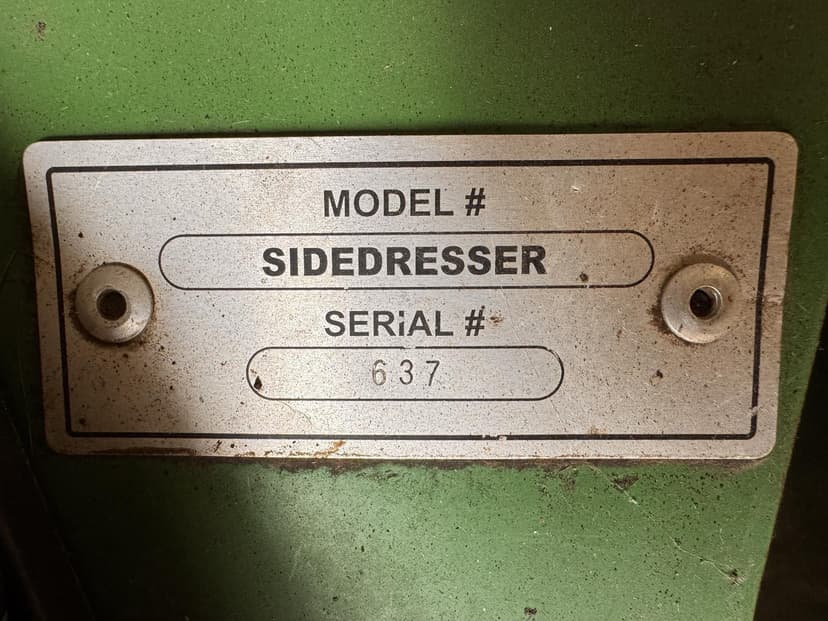 MODEL #
SIDEDRESSER
SERIAL #
637